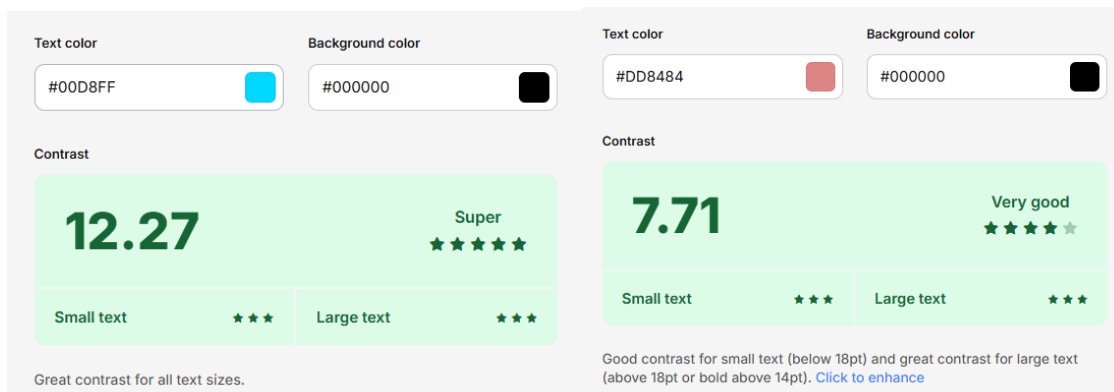 Text color
Background color
#00D8FF
#000000
Contrast
12.27
Super
Small text
Large text
Great contrast for all text sizes.
Text color
Background color
#DD8484
#000000
Contrast
7.71
Very good
Small text
Large text
Good contrast for small text (below 18pt) and great contrast for large text
(above 18pt or bold above 14pt). Click to enhance